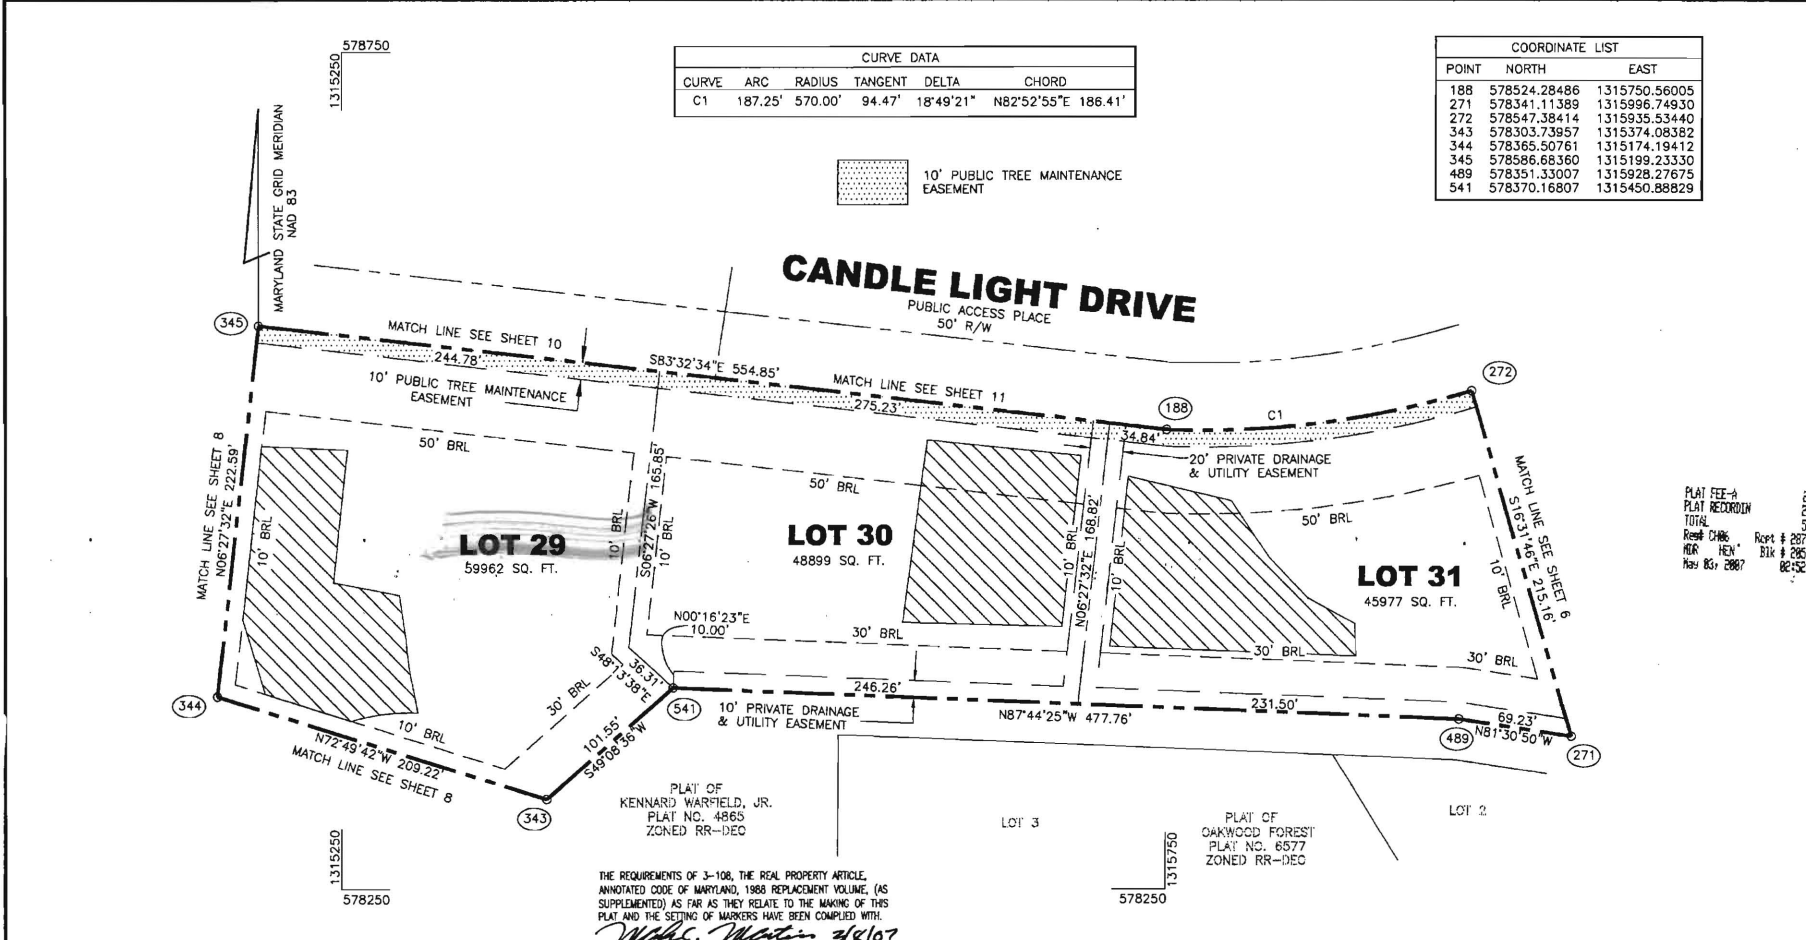 578750
1315250
CURVE DATA
CURVE ARC RADIUS TANGENT DELTA CHORD
C1 187.25' 570.00' 94.47' 18°49'21" N82°52'55"E 186.41'
COORDINATE LIST
POINT NORTH EAST
188 578524.28486 1315750.56005
271 578341.11389 1315996.74930
272 578547.38414 1315935.53440
343 578303.73957 1315374.08382
344 578365.50761 1315174.19412
345 578586.68360 1315199.23330
489 578351.33007 1315928.27675
541 578370.16807 1315450.88829
10' PUBLIC TREE MAINTENANCE
EASEMENT
MARYLAND STATE GRID MERIDIAN
NAD 83
CANDLE LIGHT DRIVE
PUBLIC ACCESS PLACE
50' R/W
345
MATCH LINE SEE SHEET 10
244.78'
S83°32'34"E 554.85'
MATCH LINE SEE SHEET 11
275.23'
10' PUBLIC TREE MAINTENANCE
EASEMENT
188
C1
272
34.84'
20' PRIVATE DRAINAGE
& UTILITY EASEMENT
MATCH LINE SEE SHEET 8
N06°27'32"E 222.59'
10' BRL
50' BRL
LOT 29
59962 SQ. FT.
10' BRL
S06°27'26"W 165.85'
10' BRL
50' BRL
LOT 30
48899 SQ. FT.
10' BRL
N06°27'32"E 168.82'
10' BRL
50' BRL
LOT 31
45977 SQ. FT.
10' BRL
MATCH LINE SEE SHEET 6
S16°31'46"E 215.16'
PLAT FEE-A
PLAT RECORDIN
TOTAL
May 03, 2007
N00°16'23"E
10.00'
30' BRL
30' BRL
30' BRL
36.31'
S48°13'38"E
30' BRL
344
10' BRL
N72°49'42"W 209.22'
MATCH LINE SEE SHEET 8
343
101.55'
S49°08'36"W
541
246.26'
10' PRIVATE DRAINAGE
& UTILITY EASEMENT
N87°44'25"W 477.76'
231.50'
489
69.23'
N81°30'50"W
271
PLAT OF
KENNARD WARFIELD, JR.
PLAT NO. 4865
ZONED RR-DEO
LOT 3
PLAT OF
OAKWOOD FOREST
PLAT NO. 6577
ZONED RR-DEO
LOT 2
1315250
578250
1315750
578250
THE REQUIREMENTS OF 3-108, THE REAL PROPERTY ARTICLE,
ANNOTATED CODE OF MARYLAND, 1988 REPLACEMENT VOLUME, (AS
SUPPLEMENTED) AS FAR AS THEY RELATE TO THE MAKING OF THIS
PLAT AND THE SETTING OF MARKERS HAVE BEEN COMPLIED WITH.